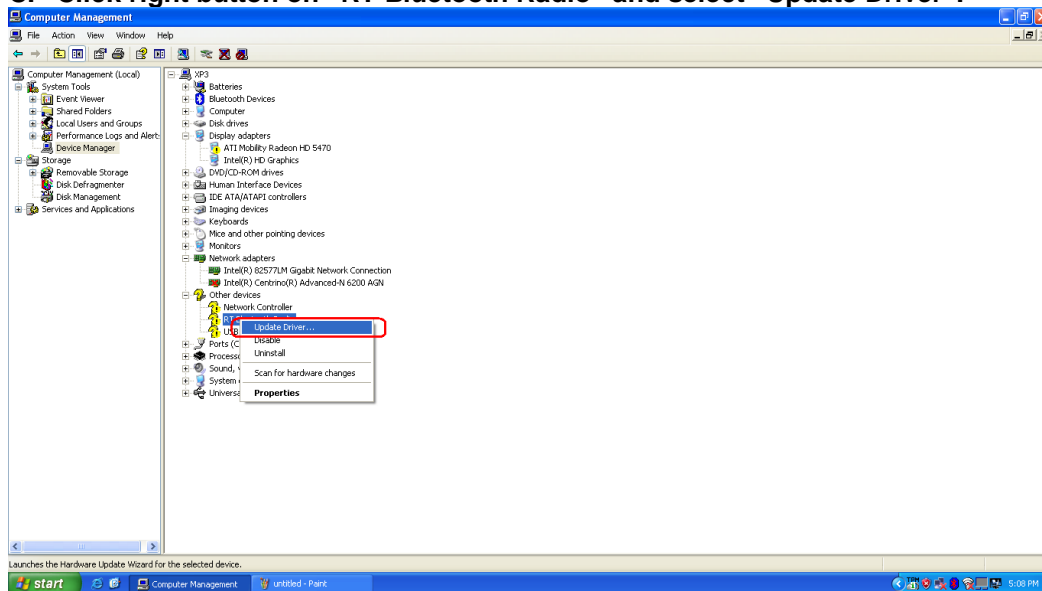 Click right button on "RT Bluetooth Radio" and select "Update Driver".
Computer Management
File Action View Window Help
Computer Management (Local)
System Tools
Event Viewer
Shared Folders
Local Users and Groups
Performance Logs and Alert
Device Manager
Storage
Removable Storage
Disk Defragmenter
Disk Management
Services and Applications
XP3
Batteries
Bluetooth Devices
Computer
Disk drives
Display adapters
ATI Mobility Radeon HD 5470
Intel(R) HD Graphics
DVD/CD-ROM drives
Human Interface Devices
IDE ATA/ATAPI controllers
Imaging devices
Keyboards
Mice and other pointing devices
Monitors
Network adapters
Intel(R) 82577LM Gigabit Network Connection
Intel(R) Centrino(R) Advanced-N 6200 AGN
Other devices
Network Controller
USB
Ports (C
Process
Sound,
System
Universa
Update Driver...
Disable
Uninstall
Scan for hardware changes
Properties
Launches the Hardware Update Wizard for the selected device.
start
Computer Management
untitled - Paint
5:08 PM